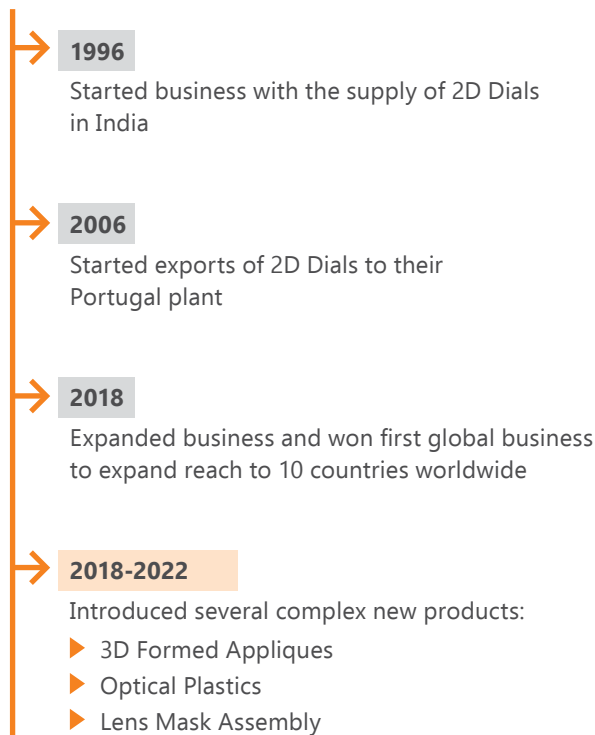 1996
Started business with the supply of 2D Dials
in India
2006
Started exports of 2D Dials to their
Portugal plant
2018
Expanded business and won first global business
to expand reach to 10 countries worldwide
2018-2022
Introduced several complex new products:
3D Formed Appliques
Optical Plastics
Lens Mask Assembly